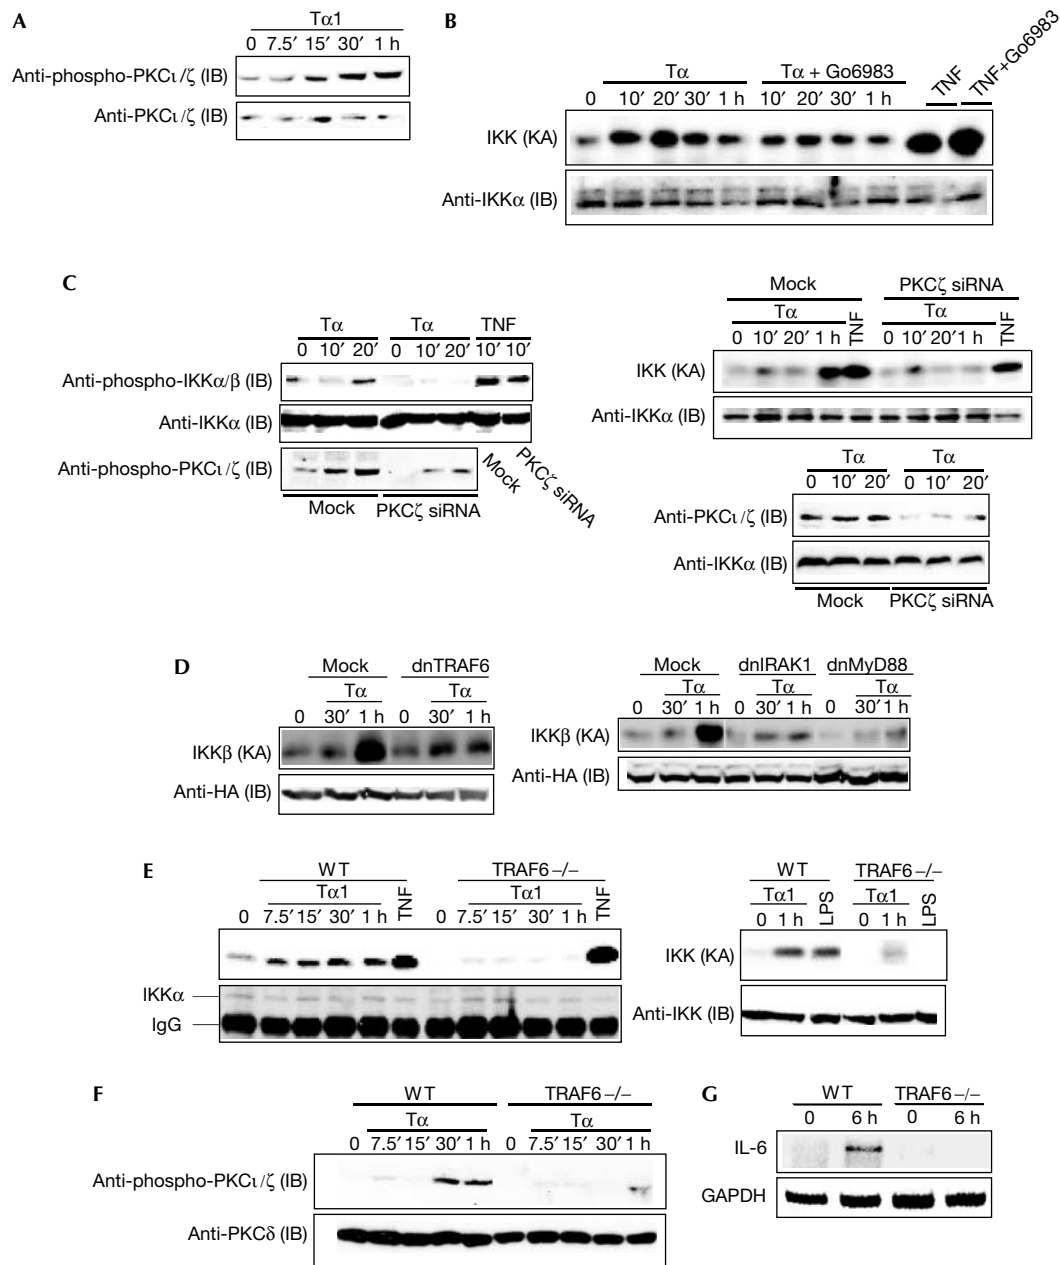 A
Tα1
0 7.5′ 15′ 30′ 1 h
Anti-phospho-PKCι/ζ (IB)
Anti-PKCι/ζ (IB)
B
Tα Tα + Go6983 TNF TNF+Go6983
0 10′ 20′ 30′ 1 h 10′ 20′ 30′ 1 h
IKK (KA)
Anti-IKKα (IB)
C
Tα Tα TNF
0 10′ 20′ 0 10′ 20′ 10′ 10′
Anti-phospho-IKKα/β (IB)
Anti-IKKα (IB)
Anti-phospho-PKCι/ζ (IB)
Mock PKCζ siRNA Mock PKCζ siRNA
Mock PKCζ siRNA
Tα TNF Tα TNF
0 10′ 20′ 1 h 0 10′ 20′ 1 h
IKK (KA)
Anti-IKKα (IB)
Tα Tα
0 10′ 20′ 0 10′ 20′
Anti-PKCι/ζ (IB)
Anti-IKKα (IB)
Mock PKCζ siRNA
D
Mock dnTRAF6
Tα Tα
0 30′ 1 h 0 30′ 1 h
IKKβ (KA)
Anti-HA (IB)
Mock dnIRAK1 dnMyD88
Tα Tα Tα
0 30′ 1 h 0 30′ 1 h 0 30′ 1 h
IKKβ (KA)
Anti-HA (IB)
E
WT TRAF6 −/−
Tα1 TNF Tα1 TNF
0 7.5′ 15′ 30′ 1 h 0 7.5′ 15′ 30′ 1 h
IKKα
IgG
WT TRAF6 −/−
Tα1 LPS Tα1 LPS
0 1 h 0 1 h
IKK (KA)
Anti-IKK (IB)
F
WT TRAF6 −/−
Tα Tα
0 7.5′ 15′ 30′ 1 h 0 7.5′ 15′ 30′ 1 h
Anti-phospho-PKCι/ζ (IB)
Anti-PKCδ (IB)
G
WT TRAF6 −/−
0 6 h 0 6 h
IL-6
GAPDH